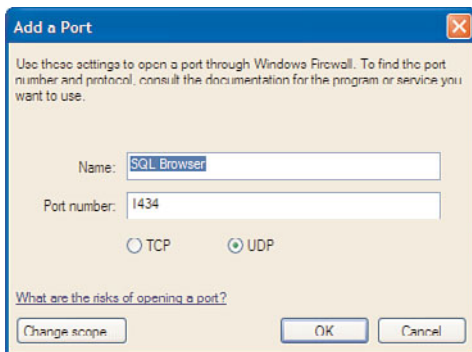 Add a Port
Use these settings to open a port through Windows Firewall. To find the port
number and protocol, consult the documentation for the program or service you
want to use.
Name: SQL Browser
Port number: 1434
TCP UDP
What are the risks of opening a port?
Change scope... OK Cancel